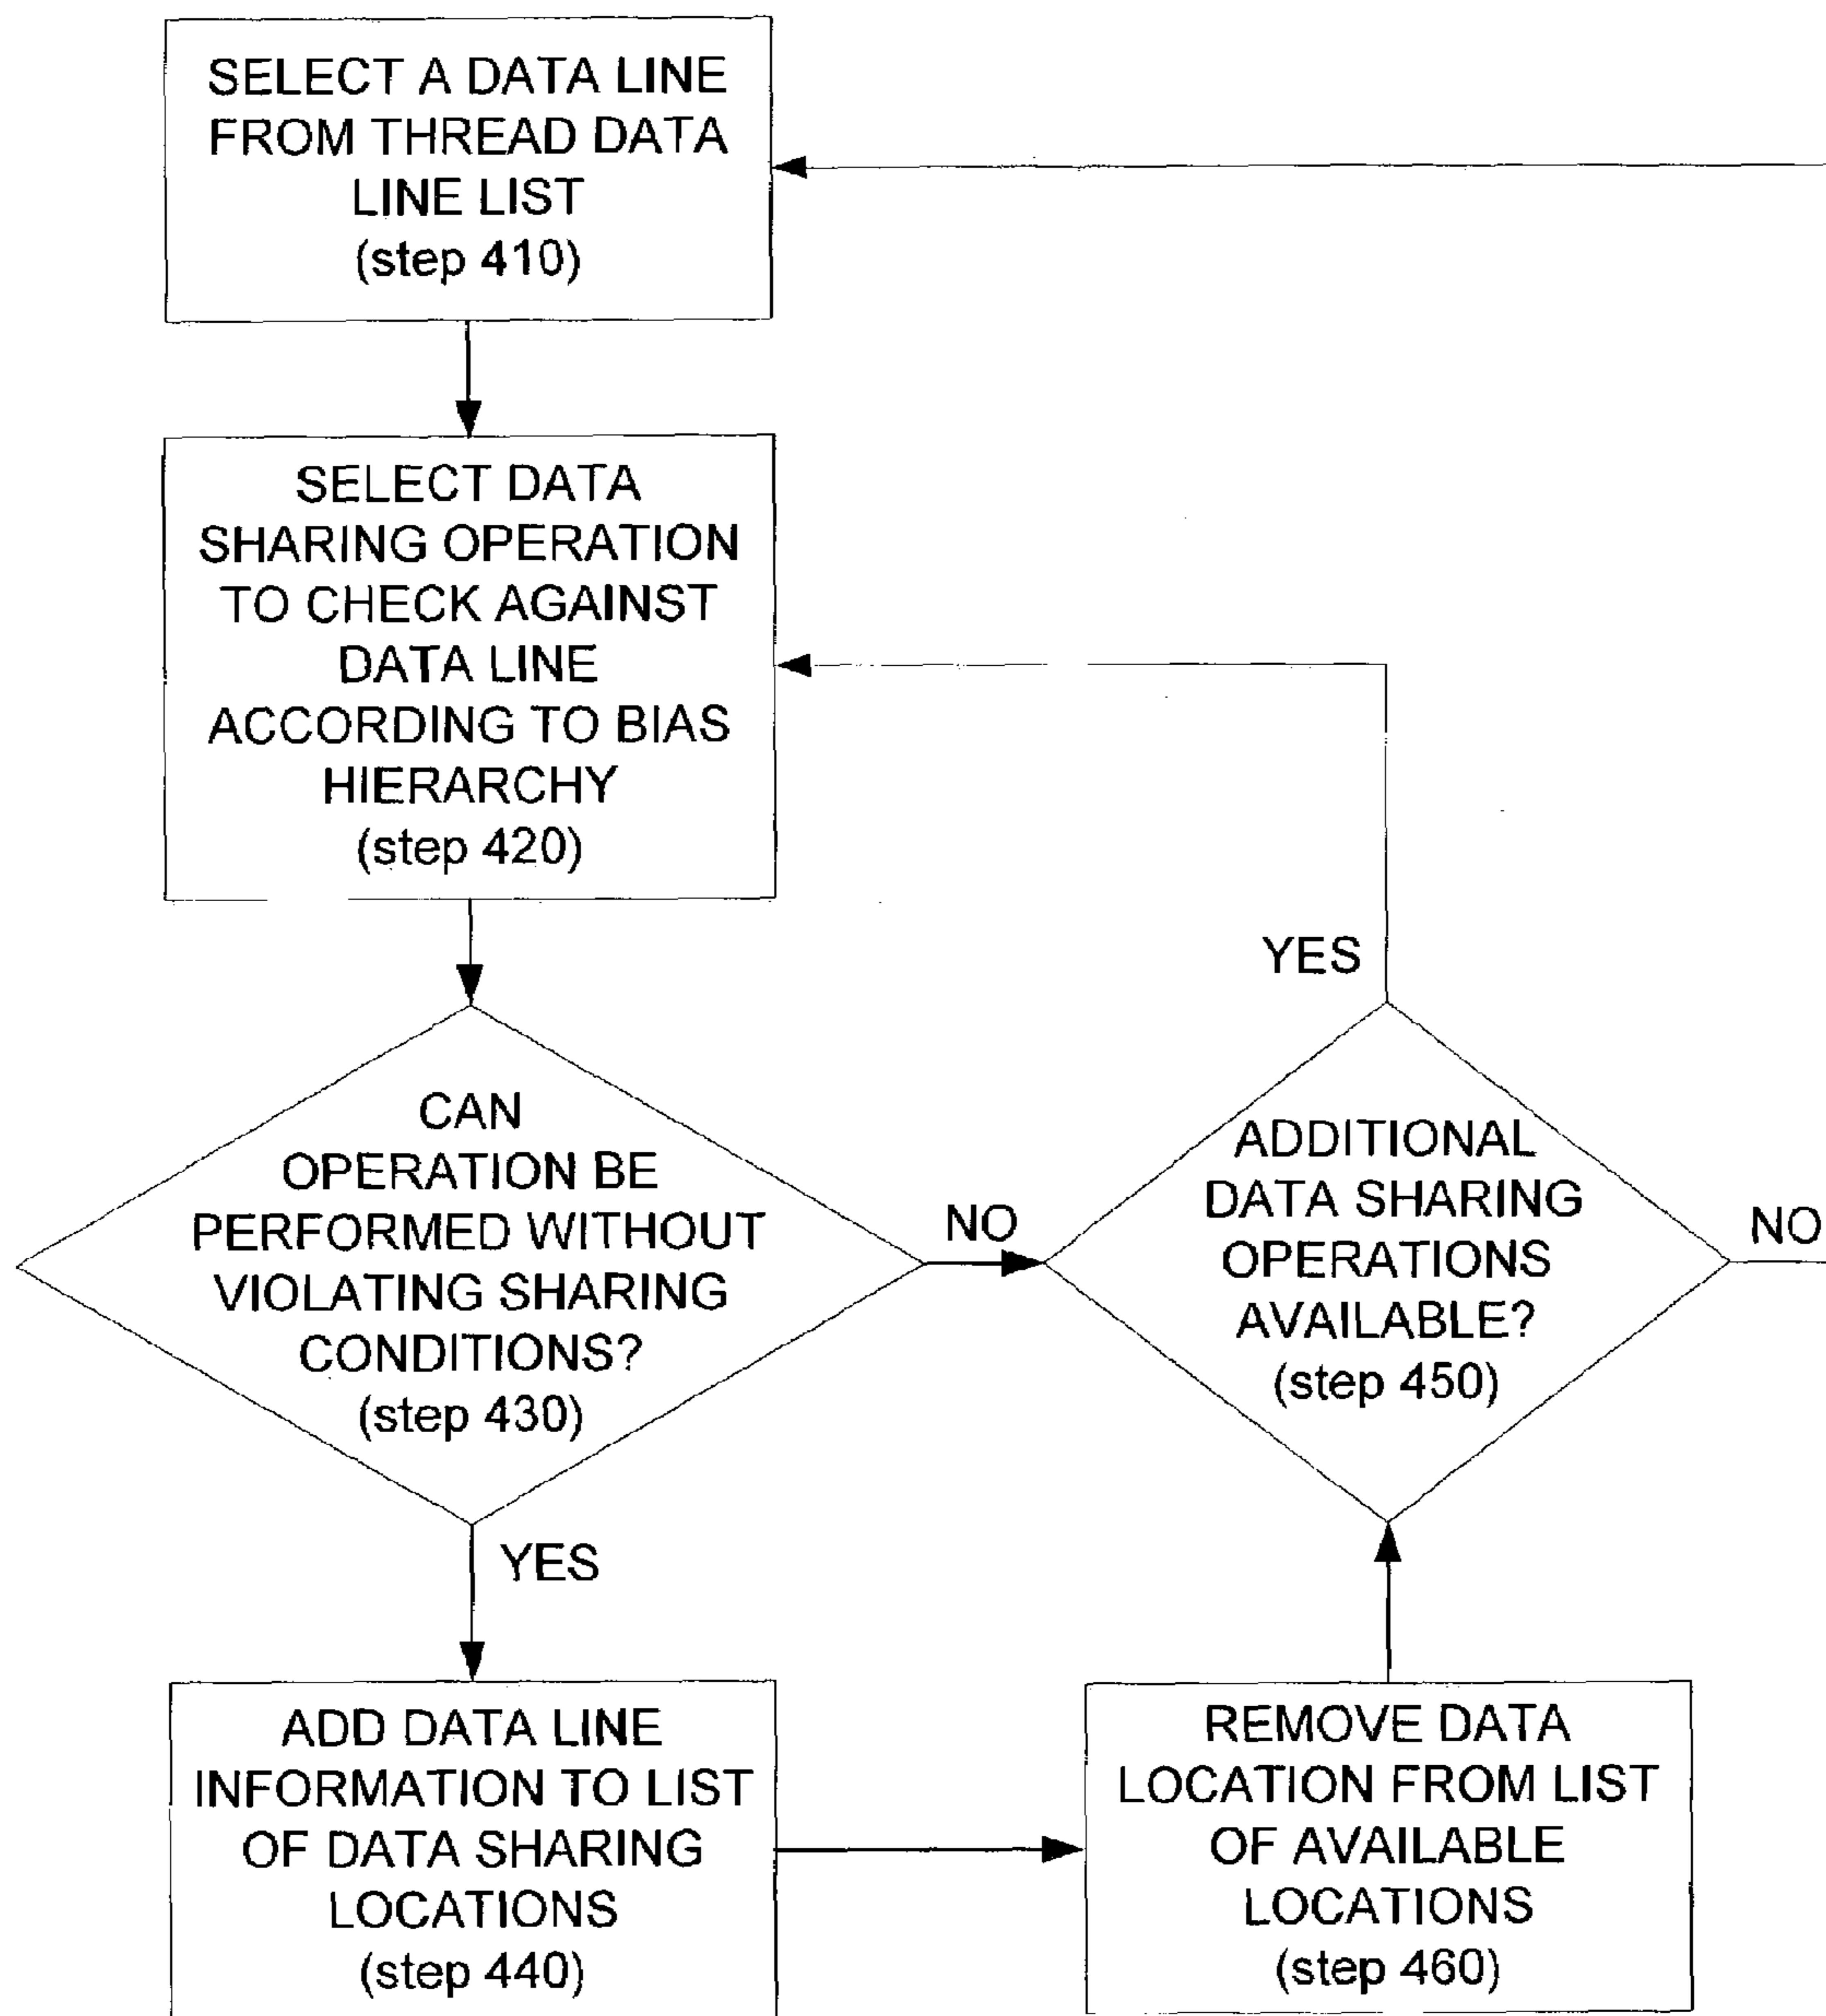 SELECT A DATA LINE
FROM THREAD DATA
LINE LIST
(step 410)
SELECT DATA
SHARING OPERATION
TO CHECK AGAINST
DATA LINE
ACCORDING TO BIAS
HIERARCHY
(step 420)
CAN
OPERATION BE
PERFORMED WITHOUT
VIOLATING SHARING
CONDITIONS?
(step 430)
NO
YES
ADDITIONAL
DATA SHARING
OPERATIONS
AVAILABLE?
(step 450)
YES
NO
ADD DATA LINE
INFORMATION TO LIST
OF DATA SHARING
LOCATIONS
(step 440)
REMOVE DATA
LOCATION FROM LIST
OF AVAILABLE
LOCATIONS
(step 460)